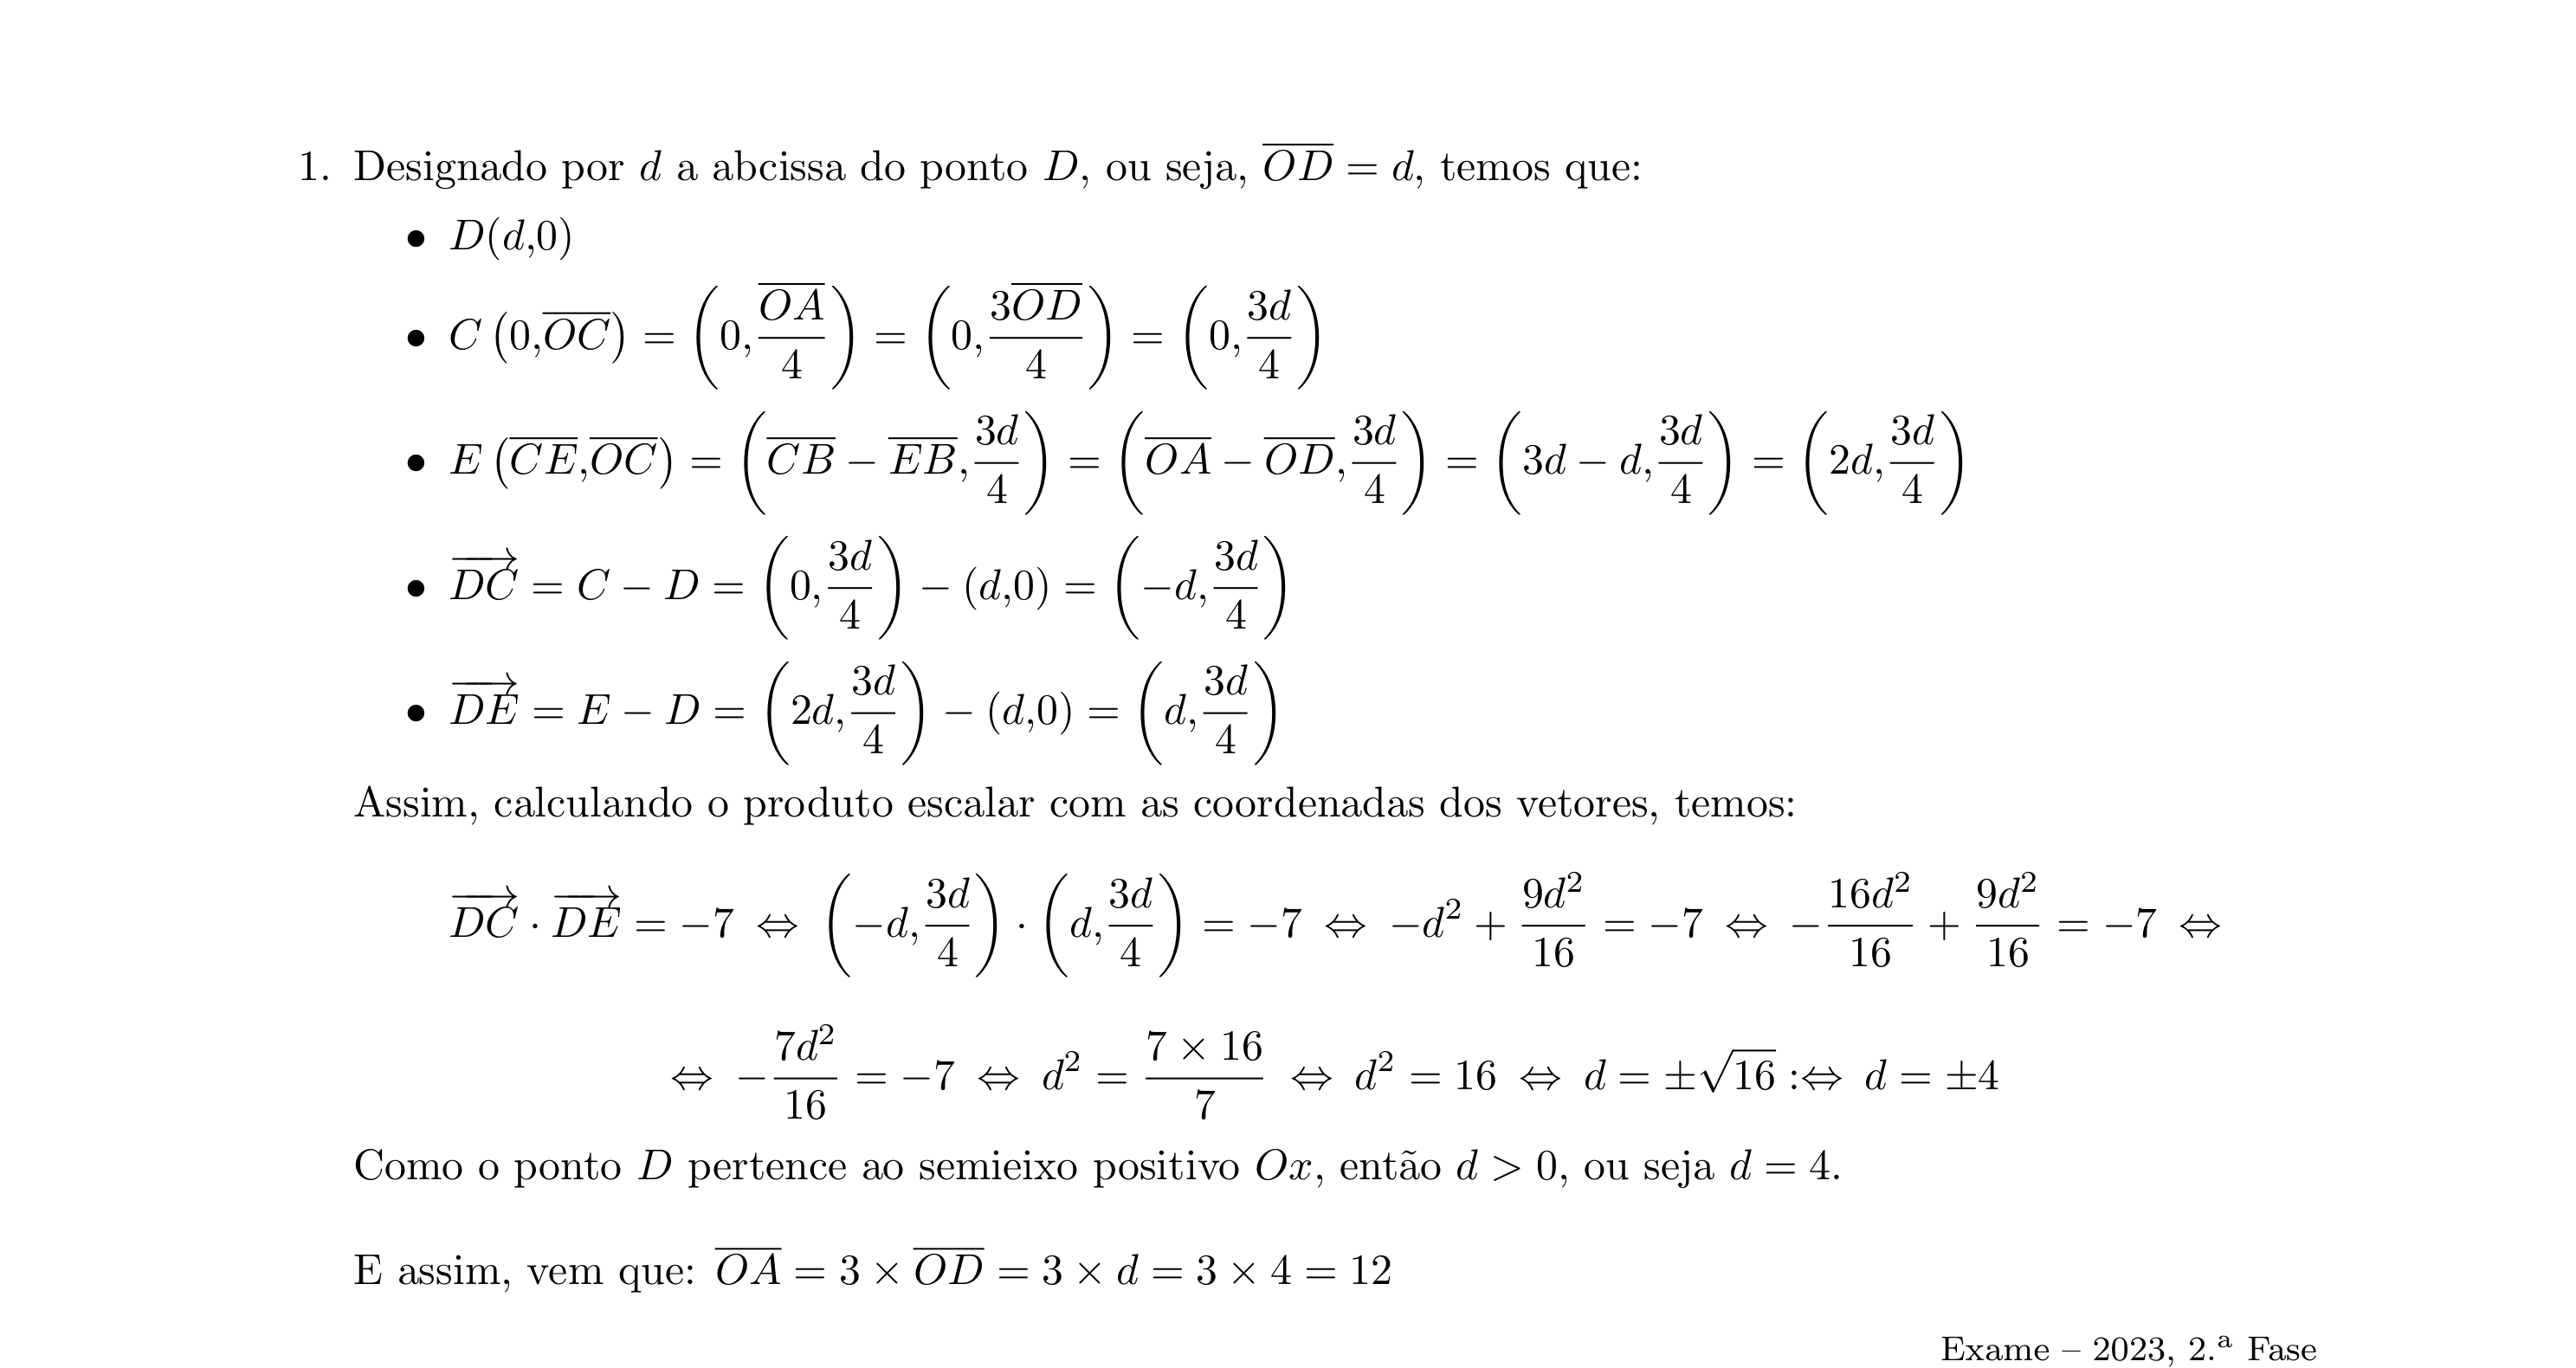 1. Designado por $d$ a abcissa do ponto $D$, ou seja, $\overline{OD} = d$, temos que:
• $D(d,0)$
• $C\left(0,\overline{OC}\right) = \left(0,\frac{\overline{OA}}{4}\right) = \left(0,\frac{3\overline{OD}}{4}\right) = \left(0,\frac{3d}{4}\right)$
• $E\left(\overline{CE},\overline{OC}\right) = \left(\overline{CB} - \overline{EB},\frac{3d}{4}\right) = \left(\overline{OA} - \overline{OD},\frac{3d}{4}\right) = \left(3d - d,\frac{3d}{4}\right) = \left(2d,\frac{3d}{4}\right)$
• $\overrightarrow{DC} = C - D = \left(0,\frac{3d}{4}\right) - (d,0) = \left(-d,\frac{3d}{4}\right)$
• $\overrightarrow{DE} = E - D = \left(2d,\frac{3d}{4}\right) - (d,0) = \left(d,\frac{3d}{4}\right)$
Assim, calculando o produto escalar com as coordenadas dos vetores, temos:
$\overrightarrow{DC} \cdot \overrightarrow{DE} = -7 \Leftrightarrow \left(-d,\frac{3d}{4}\right) \cdot \left(d,\frac{3d}{4}\right) = -7 \Leftrightarrow -d^2 + \frac{9d^2}{16} = -7 \Leftrightarrow -\frac{16d^2}{16} + \frac{9d^2}{16} = -7 \Leftrightarrow$
$\Leftrightarrow -\frac{7d^2}{16} = -7 \Leftrightarrow d^2 = \frac{7 \times 16}{7} \Leftrightarrow d^2 = 16 \Leftrightarrow d = \pm\sqrt{16} :\Leftrightarrow d = \pm 4$
Como o ponto $D$ pertence ao semieixo positivo $Ox$, então $d > 0$, ou seja $d = 4$.
E assim, vem que: $\overline{OA} = 3 \times \overline{OD} = 3 \times d = 3 \times 4 = 12$
Exame – 2023, 2.ª Fase